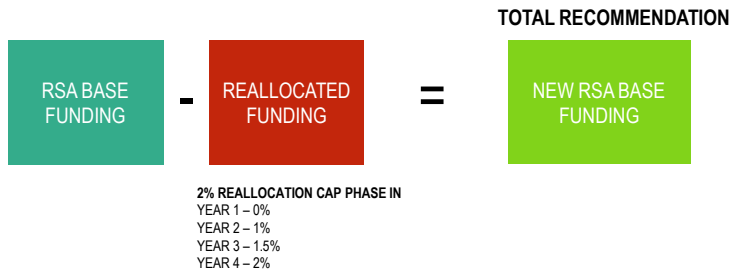 TOTAL RECOMMENDATION
RSA BASE
FUNDING
-
REALLOCATED
FUNDING
=
NEW RSA BASE
FUNDING
2% REALLOCATION CAP PHASE IN
YEAR 1 – 0%
YEAR 2 – 1%
YEAR 3 – 1.5%
YEAR 4 – 2%